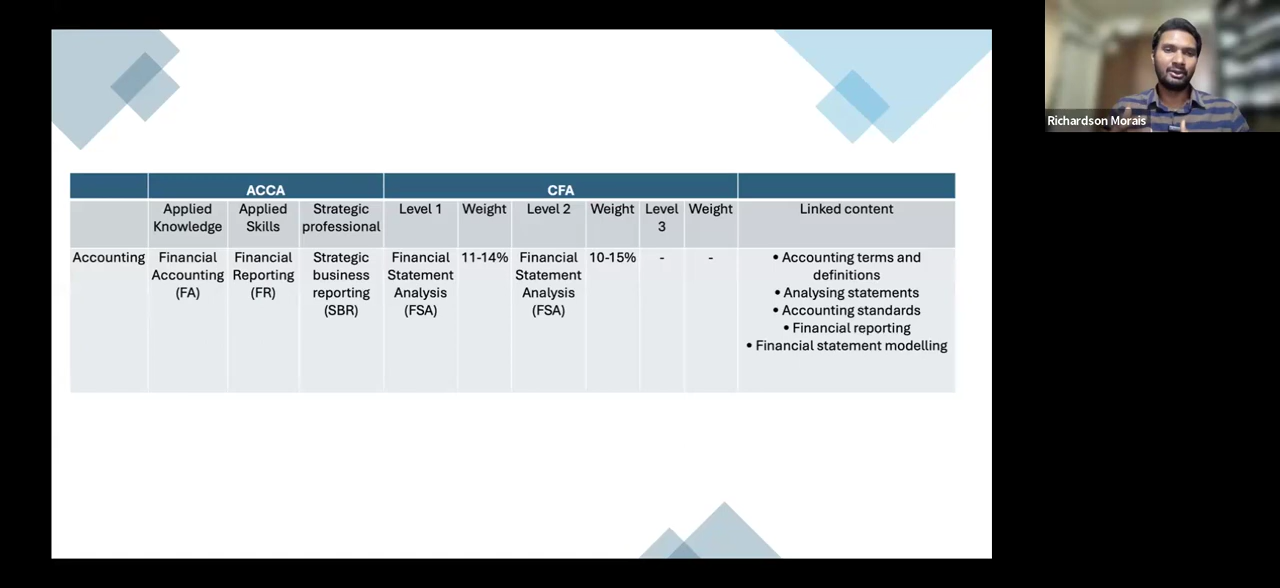 ACCA
CFA
Applied
Knowledge
Applied
Skills
Strategic
professional
Level 1
Weight
Level 2
Weight
Level
3
Weight
Linked content
Accounting
Financial
Accounting
(FA)
Financial
Reporting
(FR)
Strategic
business
reporting
(SBR)
Financial
Statement
Analysis
(FSA)
11-14%
Financial
Statement
Analysis
(FSA)
10-15%
-
-
• Accounting terms and
definitions
• Analysing statements
• Accounting standards
• Financial reporting
• Financial statement modelling
Richardson Morais